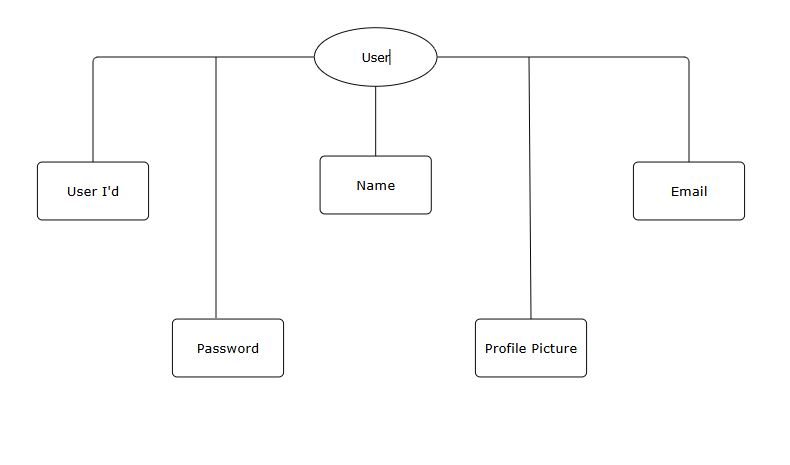 User
User I'd
Name
Email
Password
Profile Picture